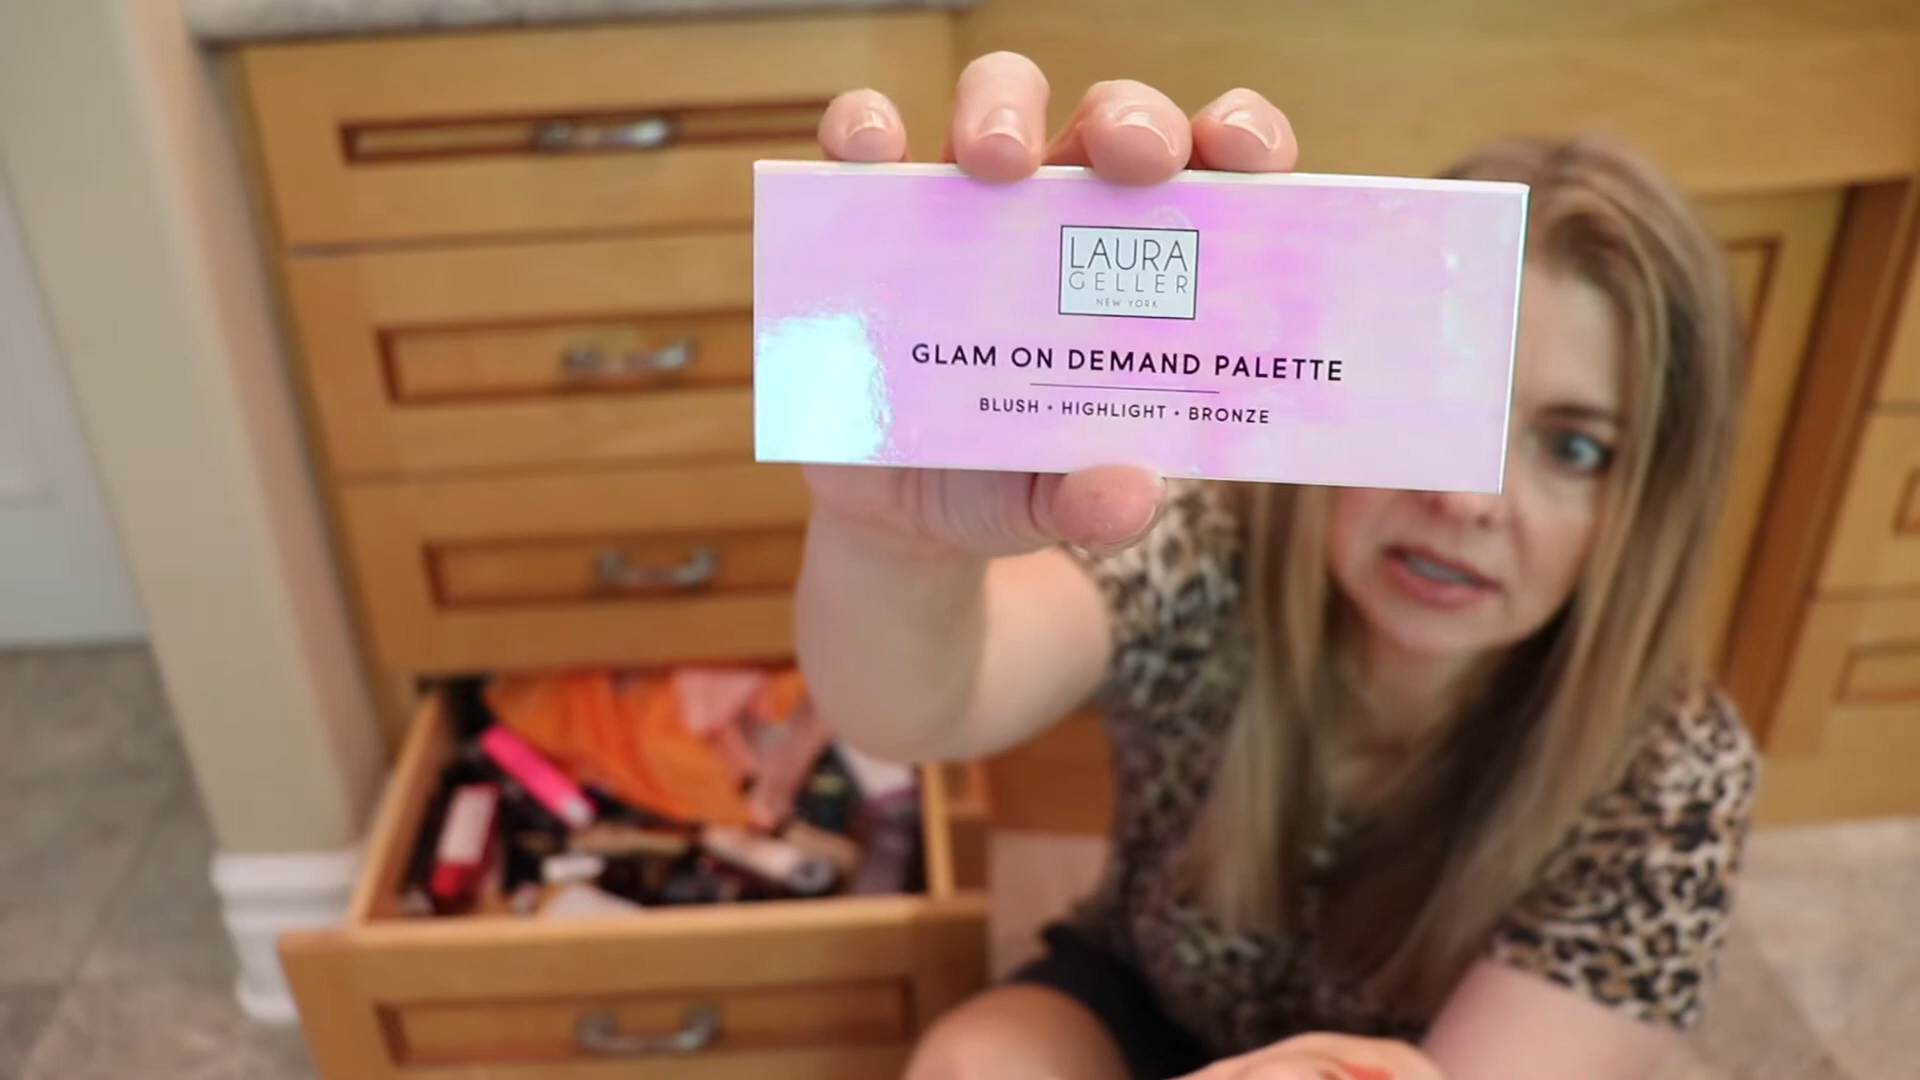 LAURA
GELLER
NEW YORK
GLAM ON DEMAND PALETTE
BLUSH • HIGHLIGHT • BRONZE